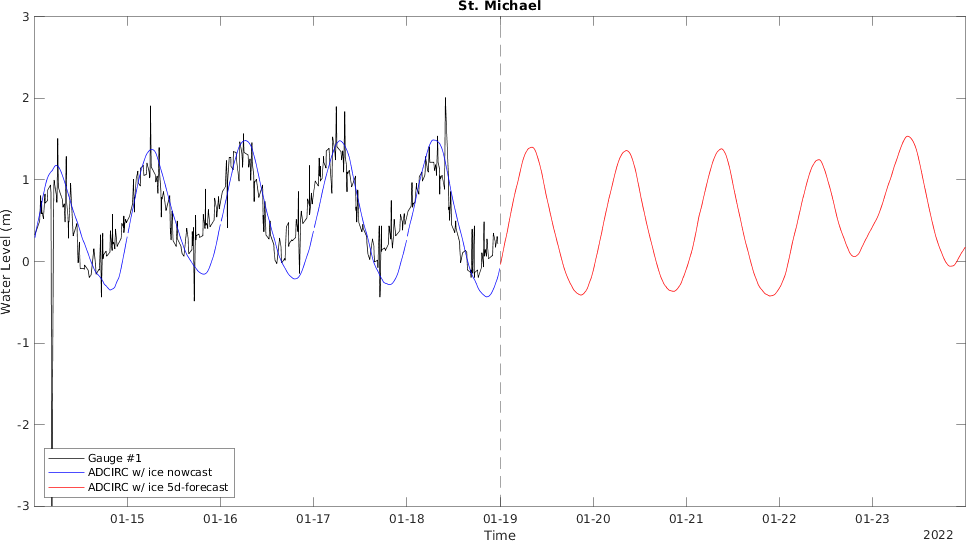 St. Michael
3
2
1
0
-1
-2
-3
Water Level (m)
Gauge #1
ADCIRC w/ ice nowcast
ADCIRC w/ ice 5d-forecast
01-15 01-16 01-17 01-18 01-19 01-20 01-21 01-22 01-23
Time
2022